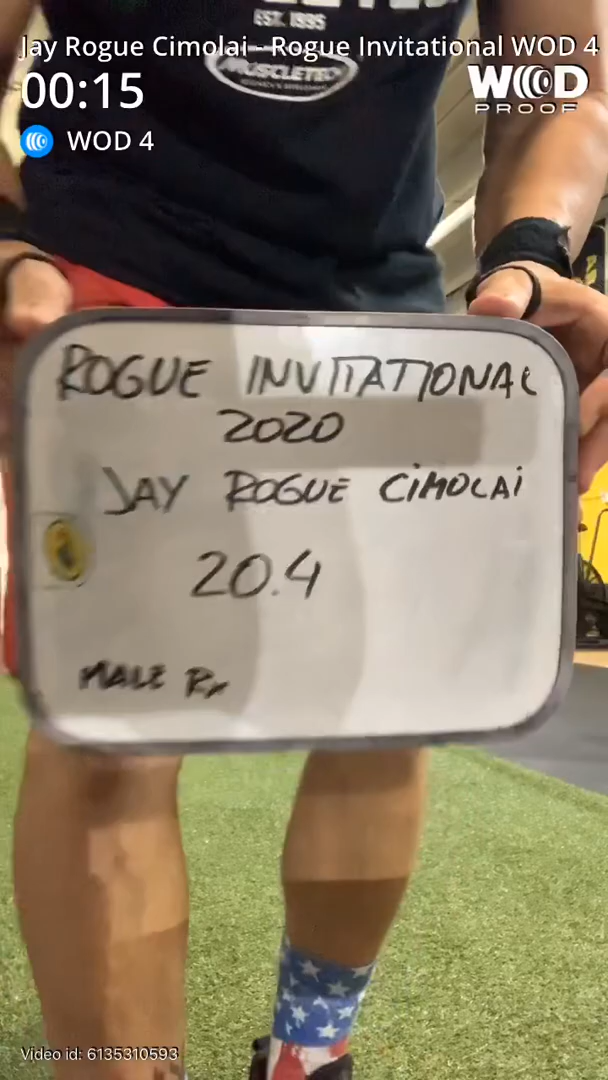 EST. 1995
Jay Rogue Cimolai - Rogue Invitational WOD 4
MUSCLETECH
00:15
WOD
PROOF
WOD 4
ROGUE INVITATIONAL
2020
JAY ROGUE CIMOLAI
20.4
MALE Rx
Video id: 6135310593